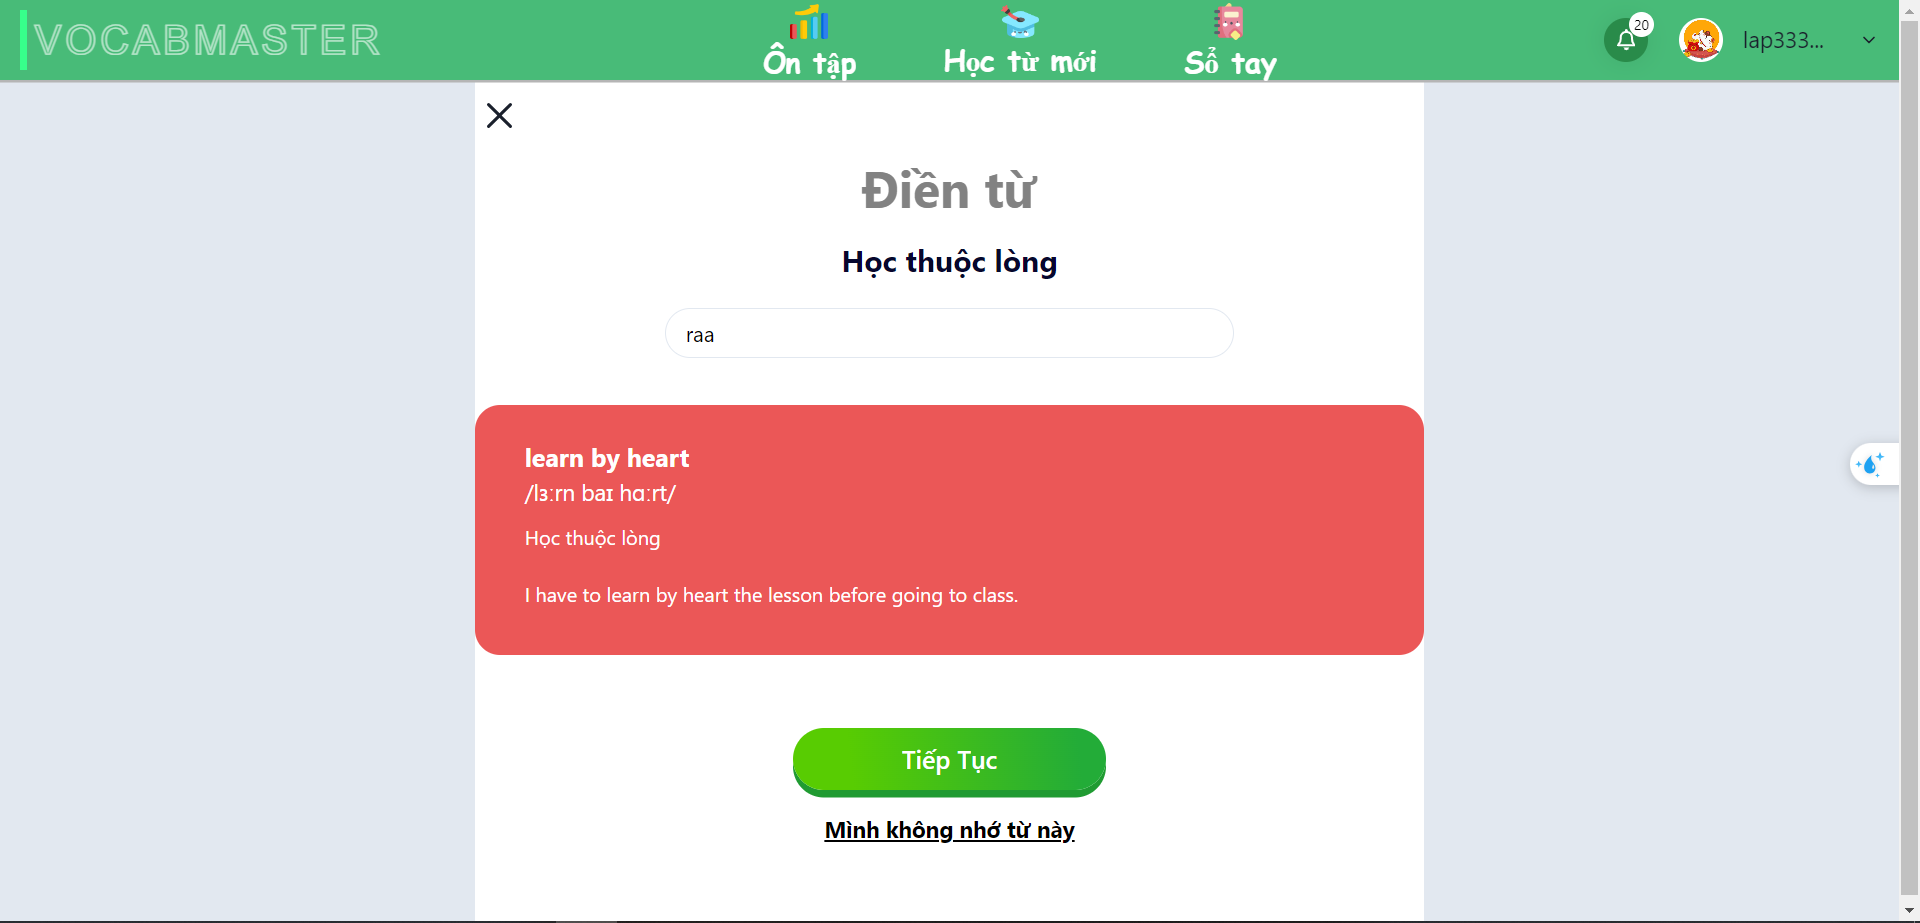 VOCABMASTER
Ôn tập
Học từ mới
Sổ tay
20
lap333...
Điền từ
Học thuộc lòng
raa
learn by heart
/lɜːrn baɪ hɑːrt/
Học thuộc lòng
I have to learn by heart the lesson before going to class.
Tiếp Tục
Mình không nhớ từ này